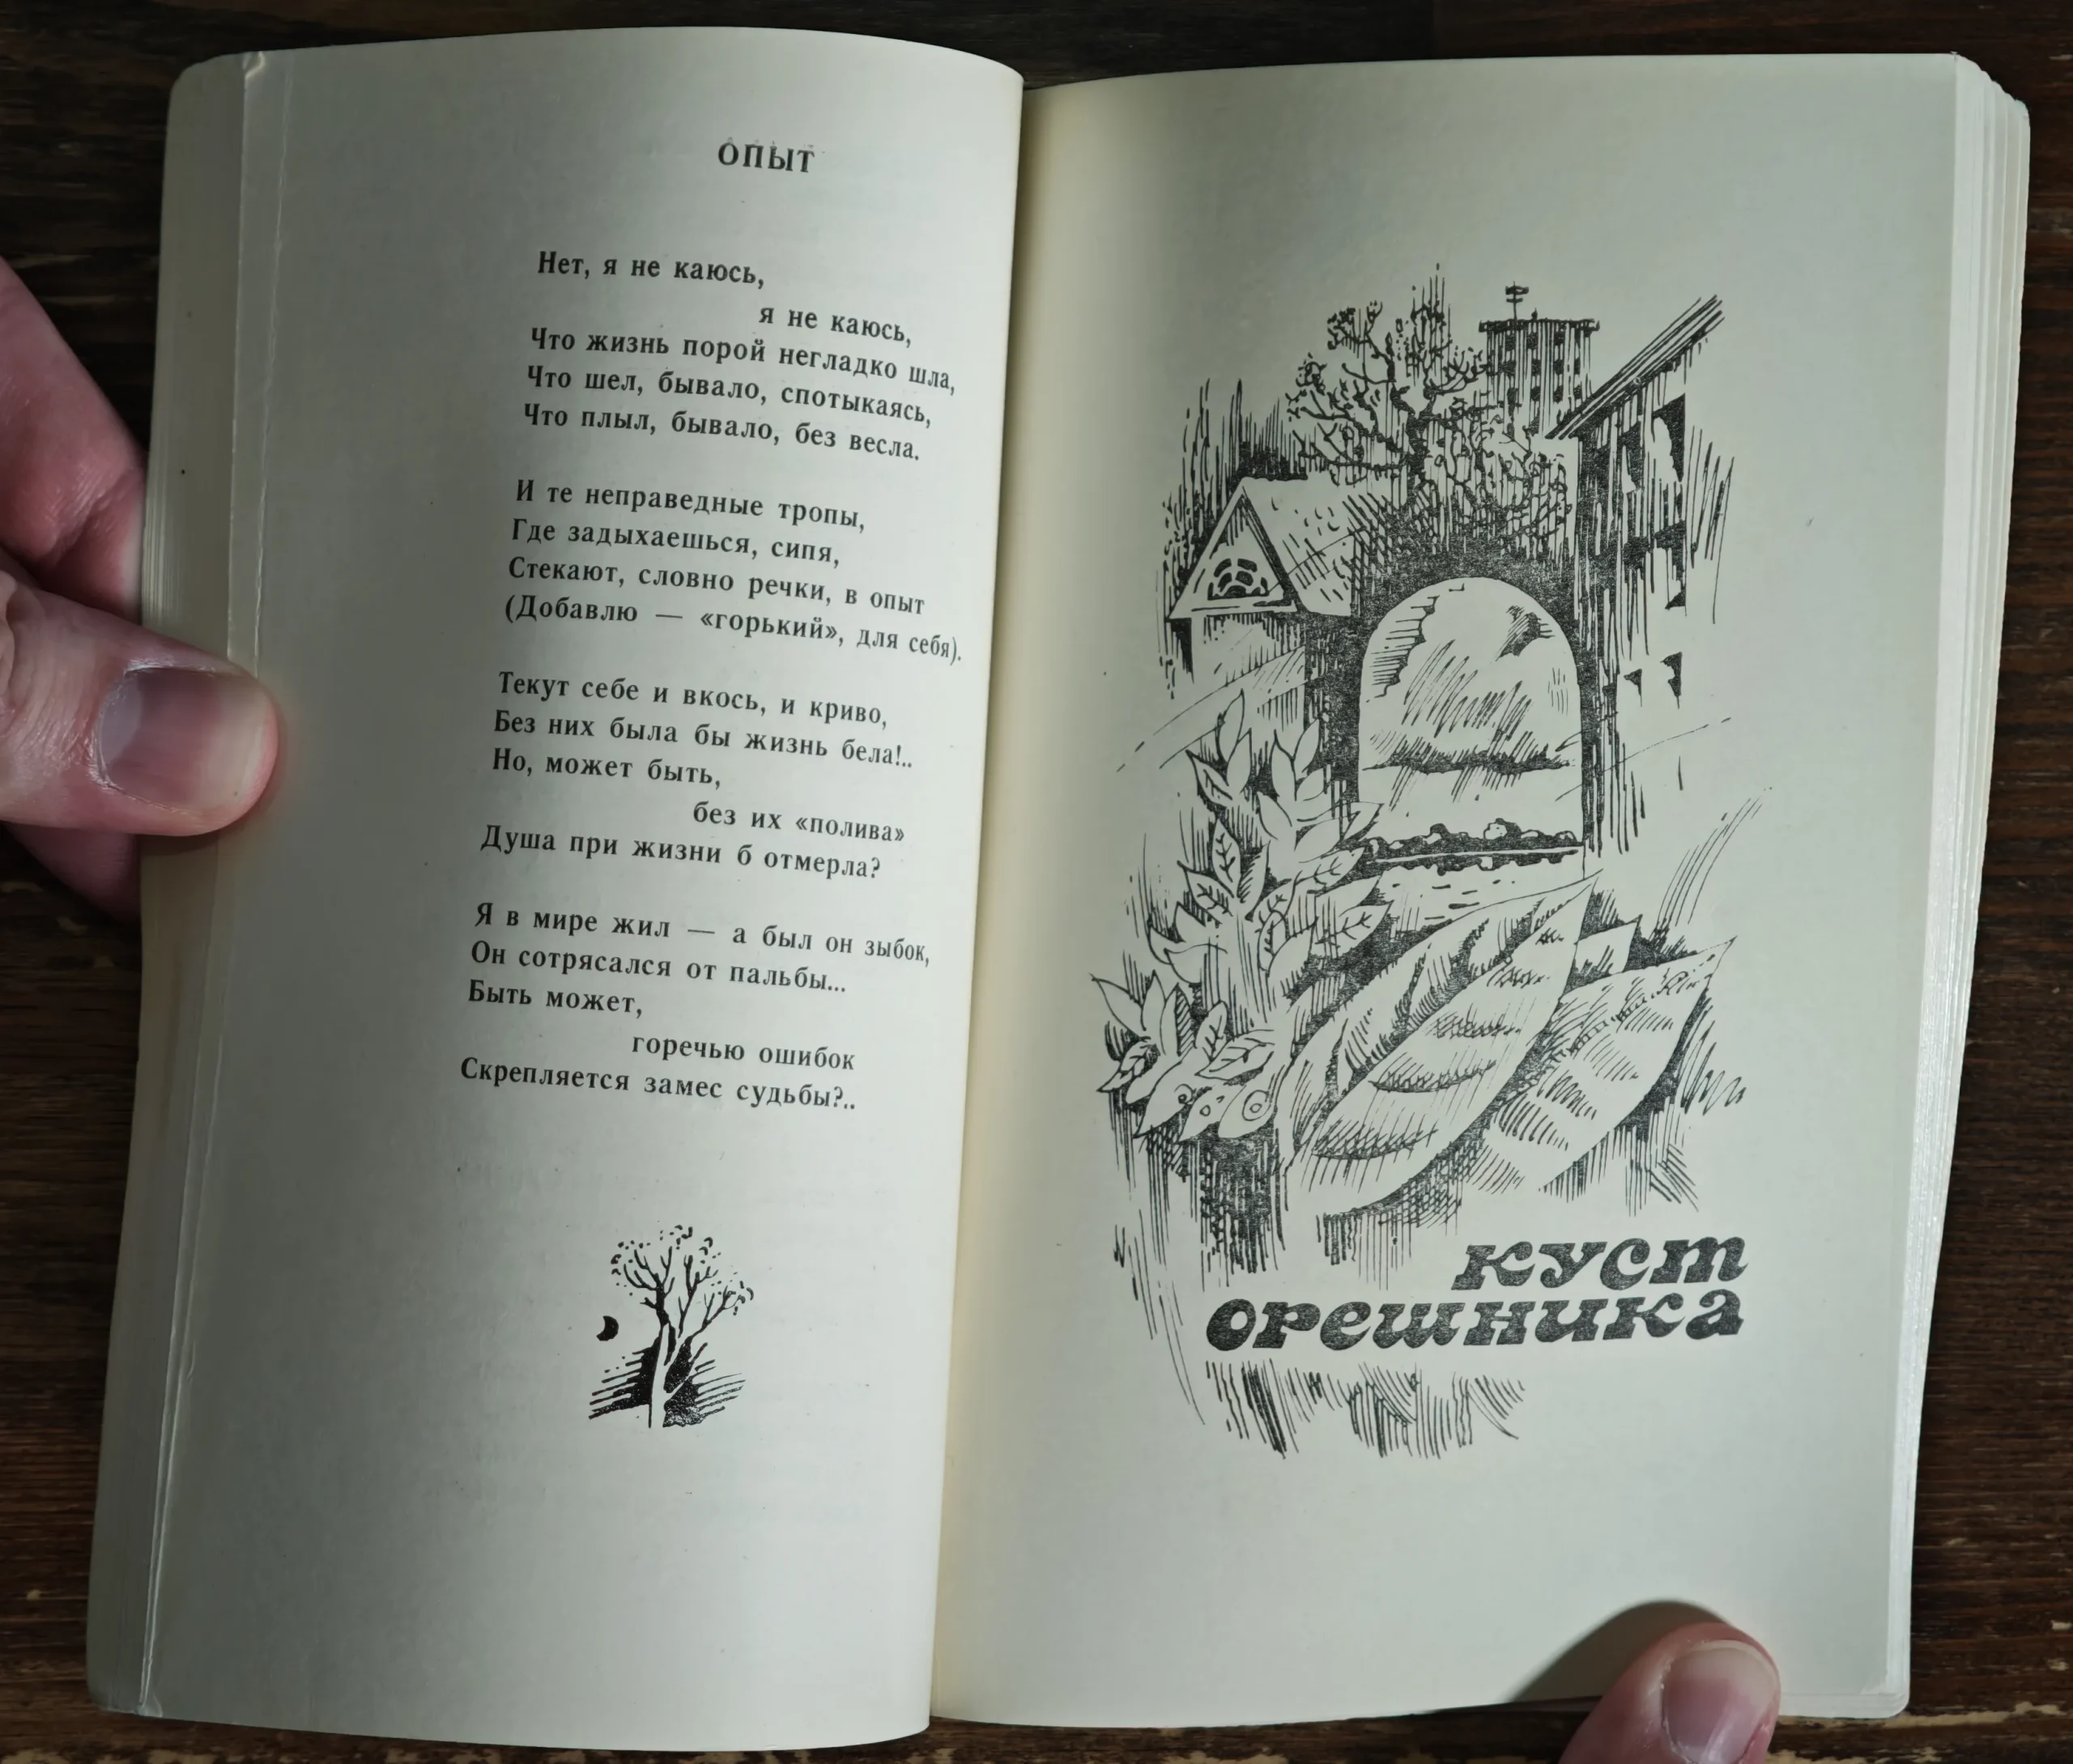 ОПЫТ
Нет, я не каюсь,
я не каюсь,
Что жизнь порой негладко шла,
Что шел, бывало, спотыкаясь,
Что плыл, бывало, без весла.
И те неправедные тропы,
Где задыхаешься, сипя,
Стекают, словно речки, в опыт
(Добавлю — «горький», для себя).
Текут себе и вкось, и криво,
Без них была бы жизнь бела!..
Но, может быть,
без их «полива»
Душа при жизни б отмерла?
Я в мире жил — а был он зыбок,
Он сотрясался от пальбы...
Быть может,
горечью ошибок
Скрепляется замес судьбы?..
куст
орешника